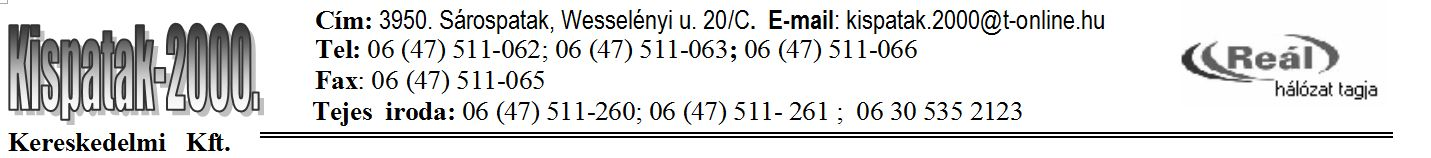 Kispatak-2000.
Kereskedelmi Kft.
Cím: 3950. Sárospatak, Wesselényi u. 20/C. E-mail: kispatak.2000@t-online.hu
Tel: 06 (47) 511-062; 06 (47) 511-063; 06 (47) 511-066
Fax: 06 (47) 511-065
Tejes iroda: 06 (47) 511-260; 06 (47) 511- 261 ; 06 30 535 2123
Reál
hálózat tagja